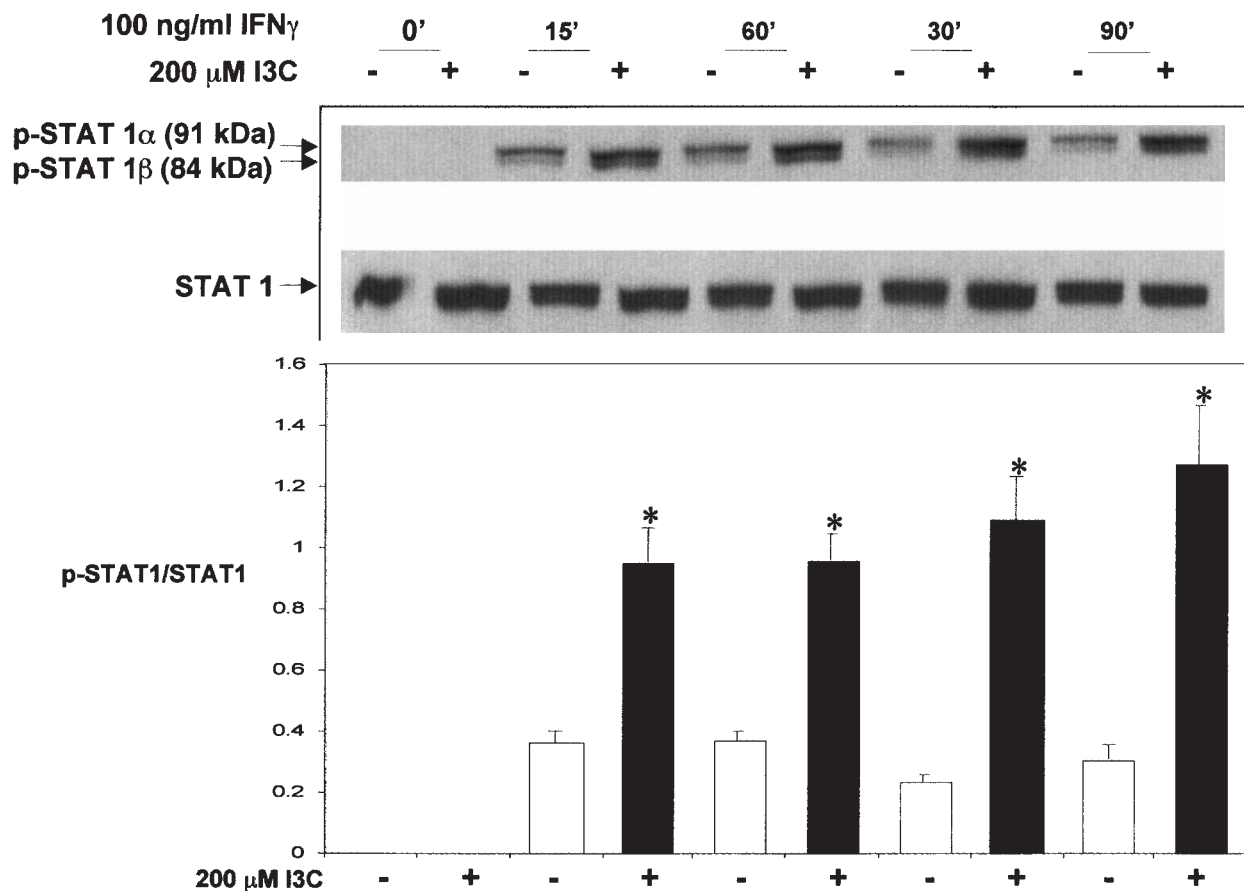 100 ng/ml IFNγ 0' 15' 60' 30' 90'
200 μM I3C - + - + - + - + - +
p-STAT 1α (91 kDa)
p-STAT 1β (84 kDa)
STAT 1
1.6
1.4
1.2
1
0.8
0.6
0.4
0.2
0
p-STAT1/STAT1
* * * *
200 μM I3C - + - + - + - + - +